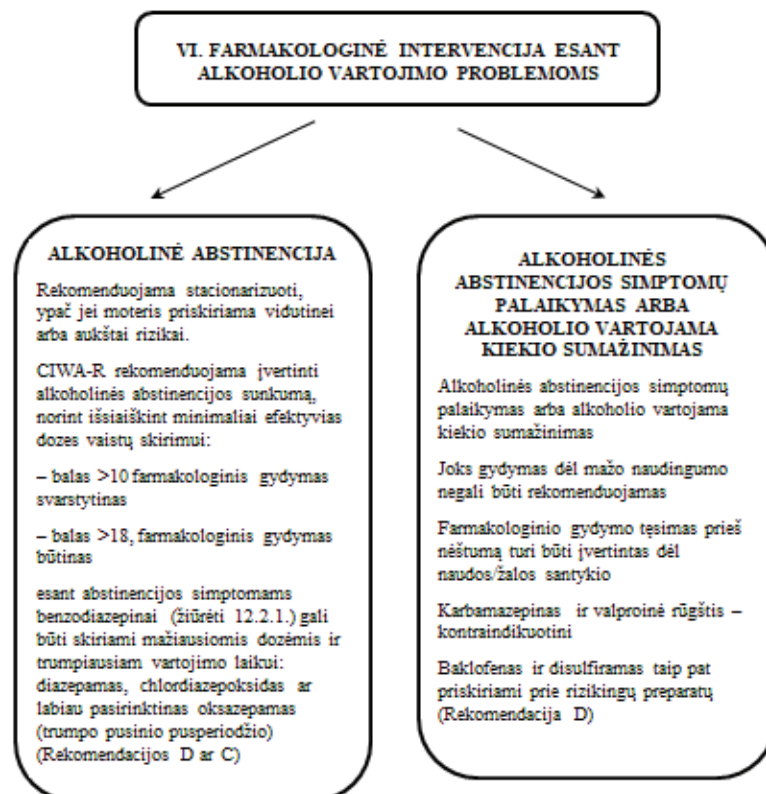 VI. FARMAKOLOGINĖ INTERVENCIJA ESANT
ALKOHOLIO VARTOJIMO PROBLEMOMS
ALKOHOLINĖ ABSTINENCIJA
Rekomenduojama stacionarizuoti,
ypač jei moteris priskiriama vidutinei
arba aukštai rizikai.
CIWA-R rekomenduojama įvertinti
alkoholinės abstinencijos sunkumą,
norint išsiaiškint minimaliai efektyvias
dozes vaistų skirimui:
– balas >10 farmakologinis gydymas
svarstytinas
– balas >18, farmakologinis gydymas
būtinas
esant abstinencijos simptomams
benzodiazepinai (žiūrėti 12.2.1.) gali
būti skiriami mažiausiomis dozėmis ir
trumpiausiam vartojimo laikui:
diazepamas, chlordiazepoksidas ar
labiau pasirinktinas oksazepamas
(trumpo pusinio pusperiodžio)
(Rekomendacijos D ar C)
ALKOHOLINĖS
ABSTINENCIJOS SIMPTOMŲ
PALAIKYMAS ARBA
ALKOHOLIO VARTOJAMA
KIEKIO SUMAŽINIMAS
Alkoholinės abstinencijos simptomų
palaikymas arba alkoholio vartojama
kiekio sumažinimas
Joks gydymas dėl mažo naudingumo
negali būti rekomenduojamas
Farmakologinio gydymo tęsimas prieš
nėštumą turi būti įvertintas dėl
naudos/žalos santykio
Karbamazepinas ir valproinė rūgštis –
kontraindikuotini
Baklofenas ir disulfiramas taip pat
priskiriami prie rizikingų preparatų
(Rekomendacija D)